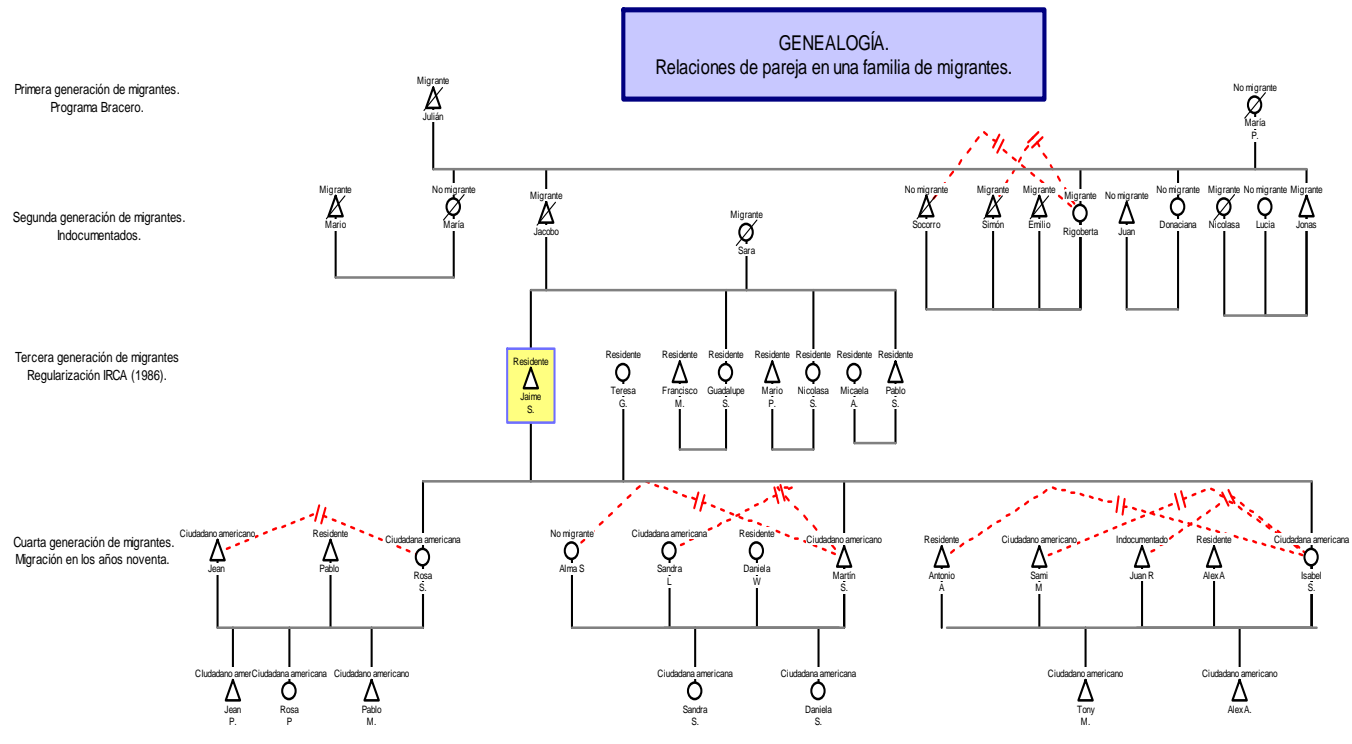 GENEALOGÍA.
Relaciones de pareja en una familia de migrantes.
Primera generación de migrantes.
Programa Bracero.
Migrante
Julián
No migrante
María
P.
Segunda generación de migrantes.
Indocumentados.
Migrante
Mario
No migrante
María
Migrante
Jacobo
Migrante
Sara
No migrante
Socorro
Migrante
Simón
Migrante
Emilio
Migrante
Rigoberta
No migrante
Juan
No migrante
Donaciana
Migrante
Nicolasa
No migrante
Lucía
Migrante
Jonas
Tercera generación de migrantes
Regularización IRCA (1986).
Residente
Jaime
S.
Residente
Teresa
G.
Residente
Francisco
M.
Residente
Guadalupe
S.
Residente
Mario
P.
Residente
Nicolasa
S.
Residente
Micaela
A.
Residente
Pablo
S.
Cuarta generación de migrantes.
Migración en los años noventa.
Ciudadano americano
Jean
Residente
Pablo
Ciudadana americana
Rosa
S.
No migrante
Alma S
Ciudadana americana
Sandra
L
Residente
Daniela
W
Ciudadano americano
Martín
S.
Residente
Antonio
A
Ciudadano americano
Sami
M
Indocumentado
Juan R
Residente
Alex A
Ciudadana americana
Isabel
S.
Ciudadano amer
Jean
P.
Ciudadana americana
Rosa
P
Ciudadano americano
Pablo
M.
Ciudadana americana
Sandra
S.
Ciudadana americana
Daniela
S.
Ciudadano americano
Tony
M.
Ciudadano americano
Alex A.